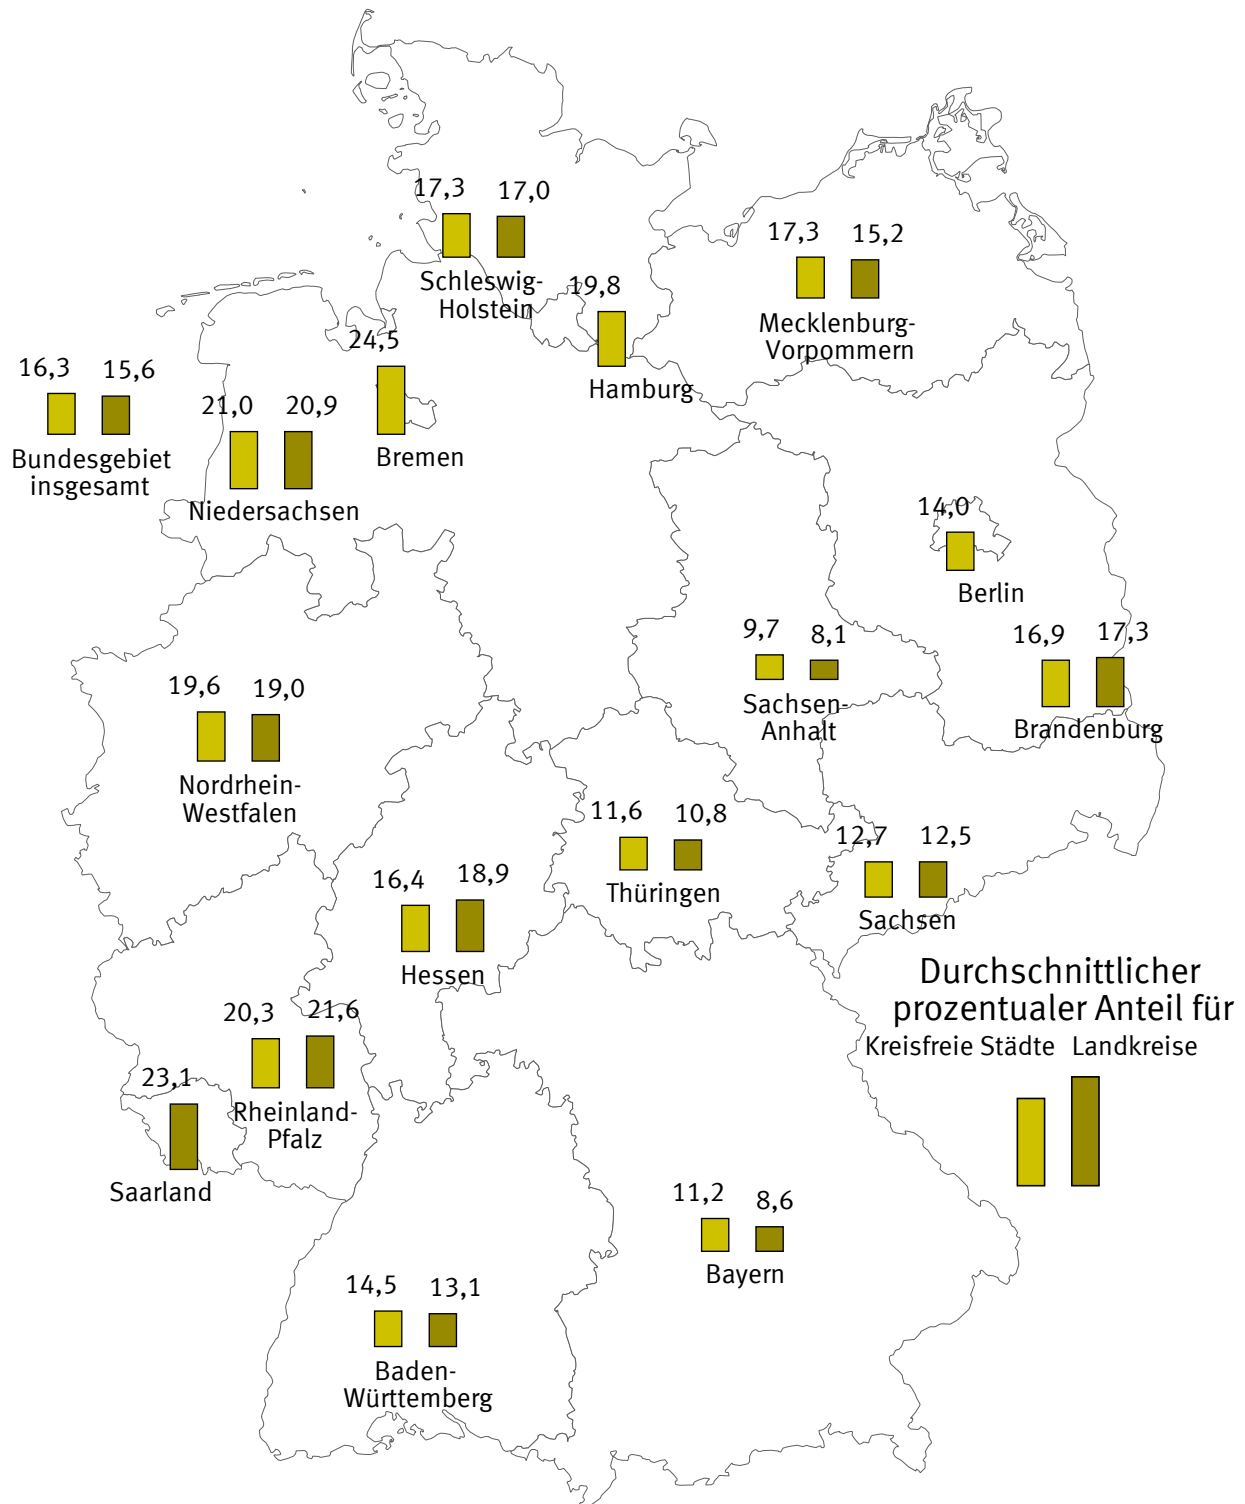 17,3 17,0
Schleswig-
Holstein
17,3 15,2
Mecklenburg-
Vorpommern
19,8
Hamburg
24,5
Bremen
16,3 15,6
Bundesgebiet
insgesamt
21,0 20,9
Niedersachsen
14,0
Berlin
16,9 17,3
Brandenburg
9,7 8,1
Sachsen-
Anhalt
19,6 19,0
Nordrhein-
Westfalen
11,6 10,8
Thüringen
12,7 12,5
Sachsen
16,4 18,9
Hessen
Durchschnittlicher
prozentualer Anteil für
Kreisfreie Städte Landkreise
20,3 21,6
Rheinland-
Pfalz
23,1
Saarland
11,2 8,6
Bayern
14,5 13,1
Baden-
Württemberg